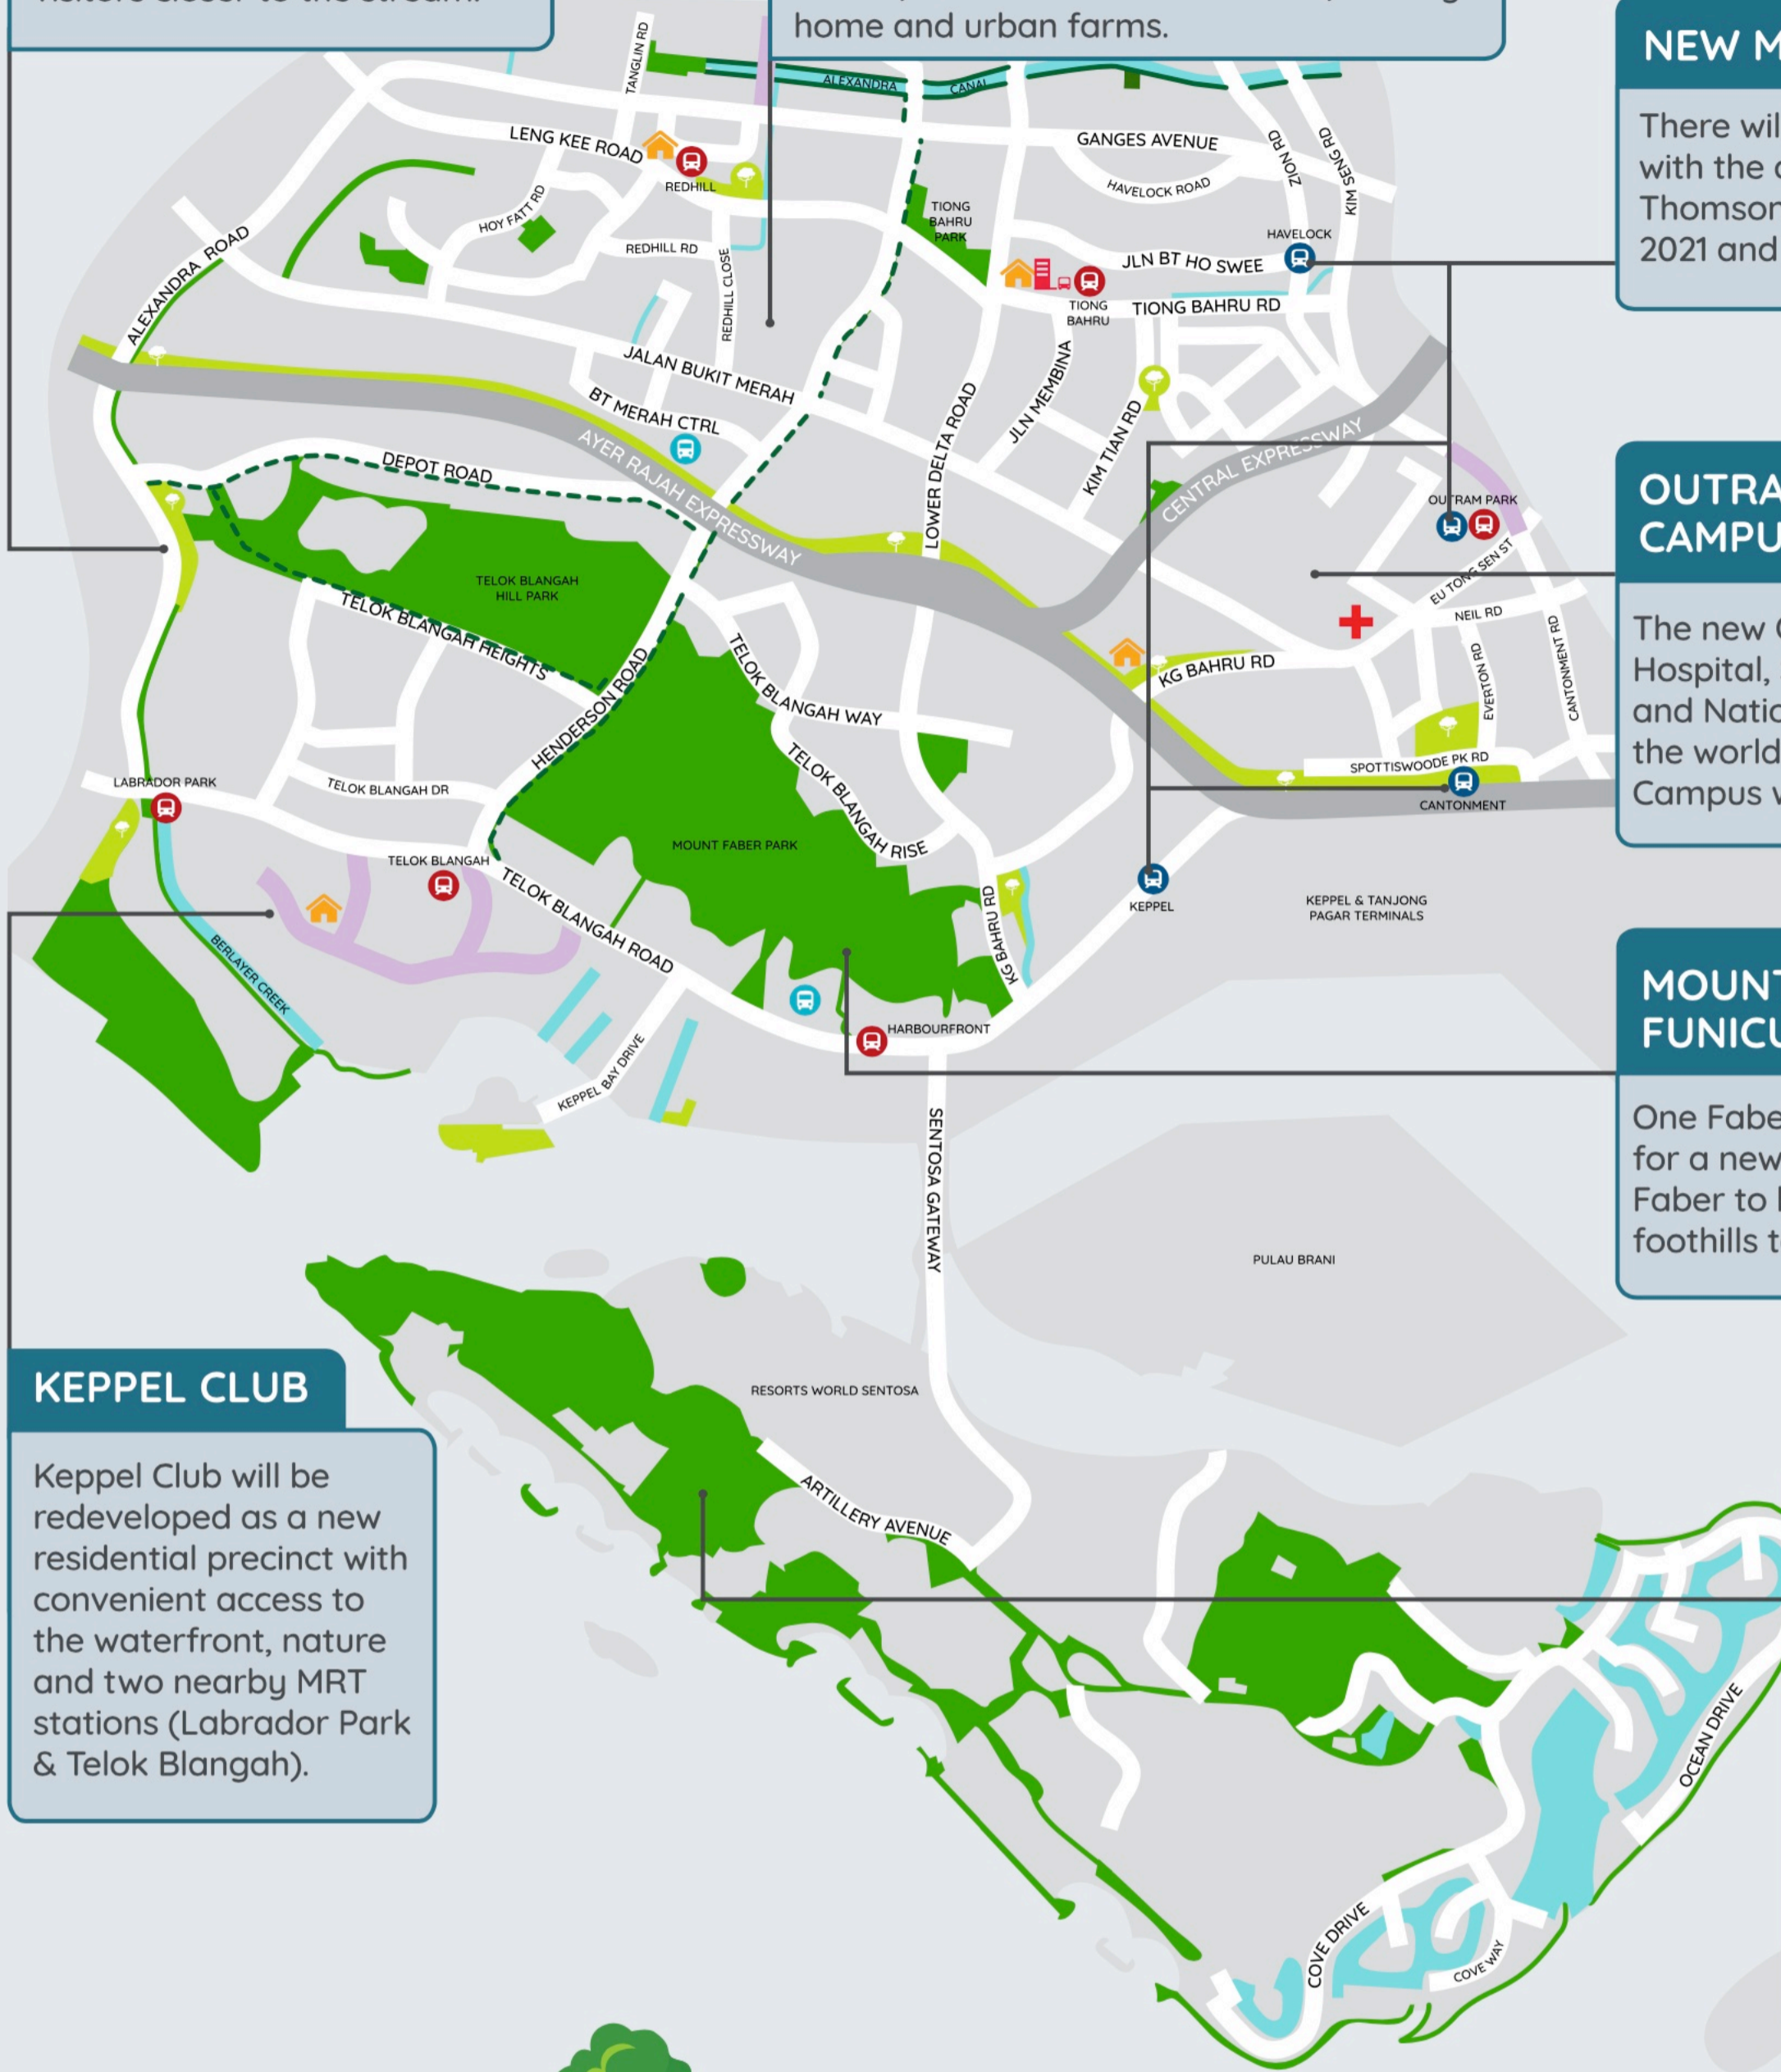 home and urban farms.
NEW
There
with the
Thomson
2021 and
TANGLIN RD
ALEXANDRA
CANAL
LENG KEE ROAD
REDHILL
GANGES AVENUE
ZION RD
KIM SENG RD
HAVELOCK ROAD
HOY FATT RD
TIONG
BAHRU
PARK
REDHILL RD
REDHILL CLOSE
HAVELOCK
JLN BT HO SWEE
ALEXANDRA ROAD
TIONG
BAHRU
TIONG BAHRU RD
JALAN BUKIT MERAH
BT MERAH CTRL
JLN MEMBINA
LOWER DELTA ROAD
KIM TIAN RD
AYER RAJAH EXPRESSWAY
CENTRAL EXPRESSWAY
DEPOT ROAD
OUTRAM PARK
EU TONG SEN ST
NEIL RD
EVERTON RD
CANTONMENT RD
TELOK BLANGAH
HILL PARK
TELOK BLANGAH HEIGHTS
HENDERSON ROAD
TELOK BLANGAH WAY
KG BAHRU RD
SPOTTISWOODE PK RD
CANTONMENT
TELOK BLANGAH RISE
LABRADOR PARK
TELOK BLANGAH DR
MOUNT FABER PARK
TELOK BLANGAH
TELOK BLANGAH ROAD
KG BAHRU RD
KEPPEL
KEPPEL & TANJONG
PAGAR TERMINALS
BERLAYER CREEK
KEPPEL BAY DRIVE
HARBOURFRONT
SENTOSA GATEWAY
PULAU BRANI
The new
Hospital,
and
the world
Campus
One
for a new
Faber to
foothills
RESORTS WORLD SENTOSA
ARTILLERY AVENUE
OCEAN DRIVE
COVE DRIVE
COVE WAY
KEPPEL CLUB
Keppel Club will be
redeveloped as a new
residential precinct with
convenient access to
the waterfront, nature
and two nearby MRT
stations (Labrador Park
& Telok Blangah).